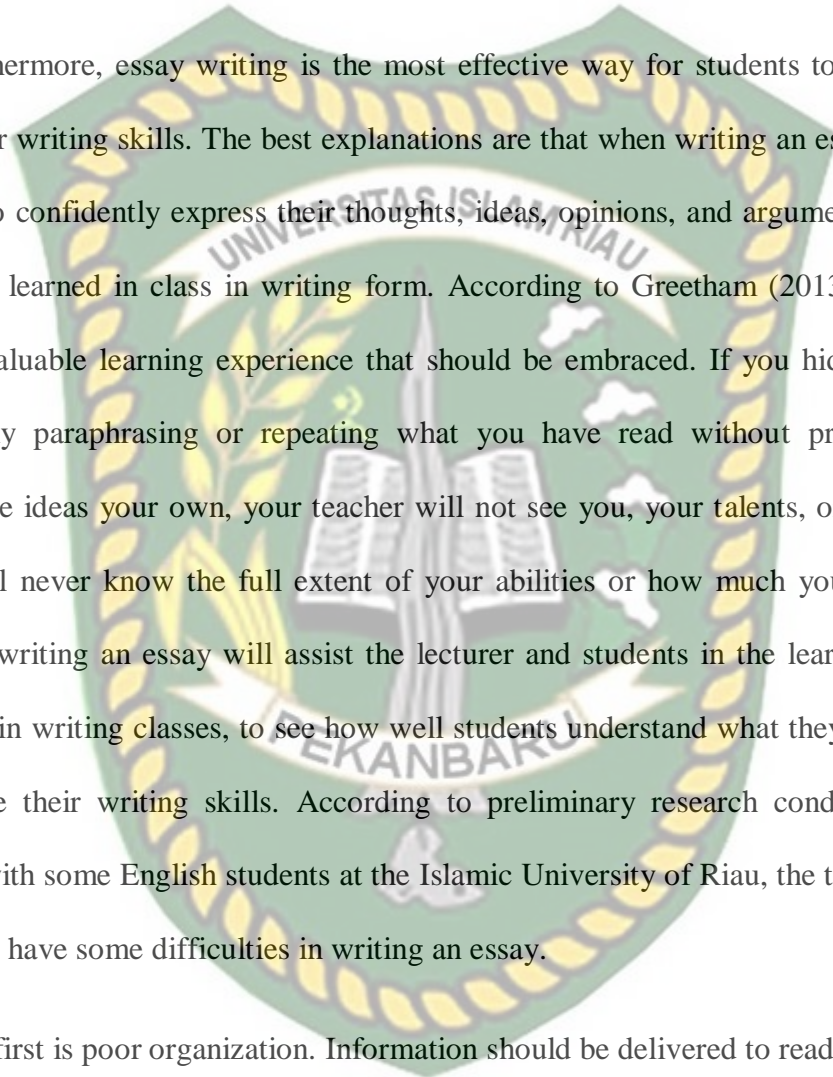 hermore, essay writing is the most effective way for students to
r writing skills. The best explanations are that when writing an es
o confidently express their thoughts, ideas, opinions, and argume
UNIVERSITAS ISLAM RIAU
learned in class in writing form. According to Greetham (2013
valuable learning experience that should be embraced. If you hid
y paraphrasing or repeating what you have read without pr
e ideas your own, your teacher will not see you, your talents, o
l never know the full extent of your abilities or how much you
writing an essay will assist the lecturer and students in the lear
in writing classes, to see how well students understand what they
PEKANBARU
e their writing skills. According to preliminary research cond
with some English students at the Islamic University of Riau, the t
have some difficulties in writing an essay.
first is poor organization. Information should be delivered to read